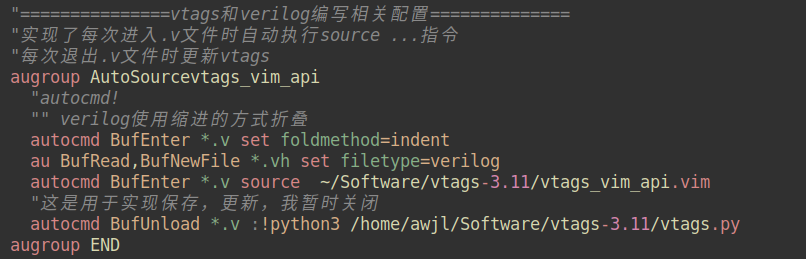 "===============vtags和verilog编写相关配置==============
"实现了每次进入.v文件时自动执行source ...指令
"每次退出.v文件时更新vtags
augroup AutoSourcevtags_vim_api
  "autocmd!
  "" verilog使用缩进的方式折叠
  autocmd BufEnter *.v set foldmethod=indent
  au BufRead,BufNewFile *.vh set filetype=verilog
  autocmd BufEnter *.v source  ~/Software/vtags-3.11/vtags_vim_api.vim
  "这是用于实现保存，更新，我暂时关闭
  autocmd BufUnload *.v :!python3 /home/awjl/Software/vtags-3.11/vtags.py
augroup END